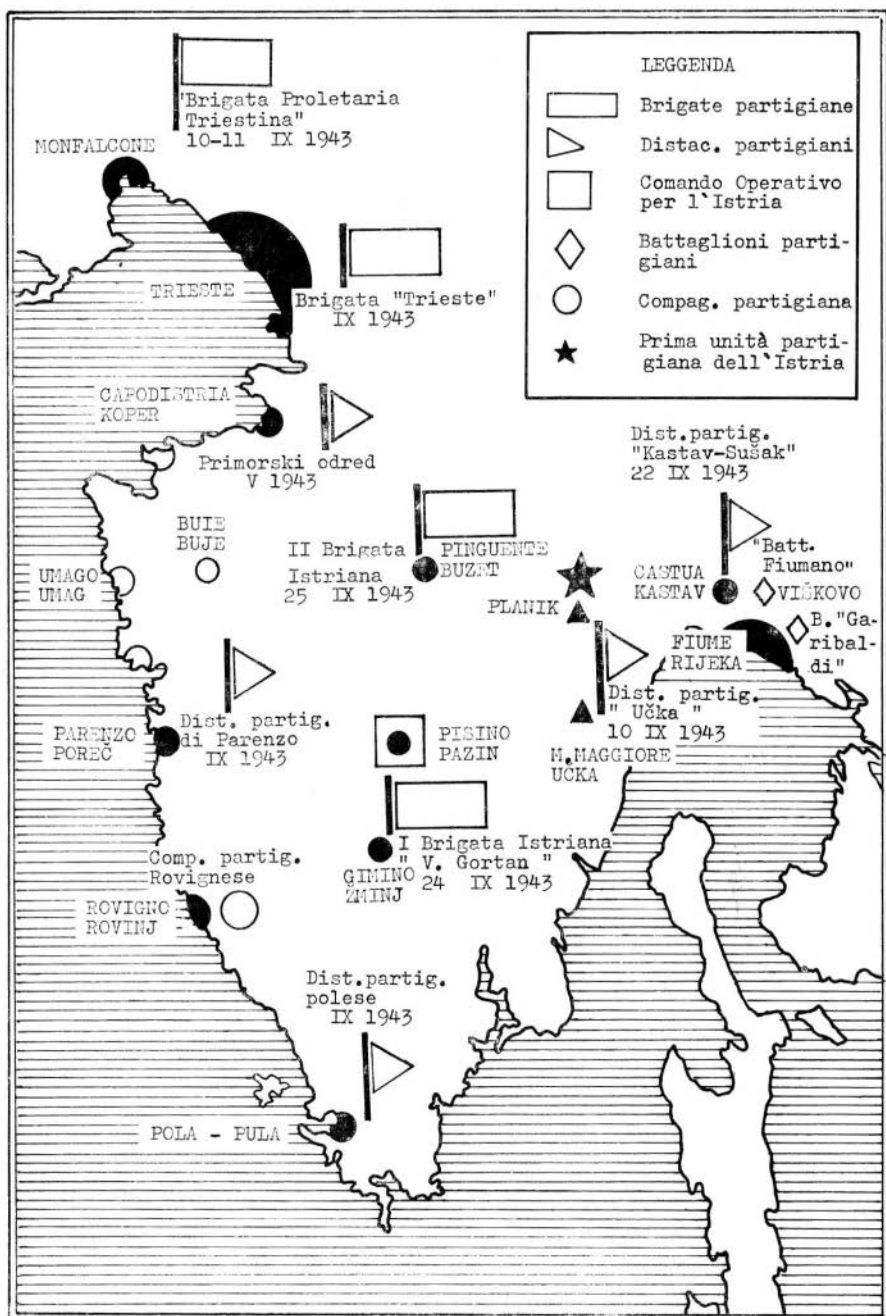 "Brigata Proletaria
Triestina"
10-11 IX 1943
MONFALCONE
LEGGENDA
Brigate partigiane
Distac. partigiani
Comando Operativo
per l`Istria
Battaglioni parti-
giani
Compag. partigiana
Prima unità parti-
giana dell`Istria
TRIESTE
Brigata "Trieste"
IX 1943
CAPODISTRIA
KOPER
Primorski odred
V 1943
Dist.partig.
"Kastav-Sušak"
22 IX 1943
BUIE
BUJE
II Brigata
Istriana
25 IX 1943
PINGUENTE
BUZET
UMAGO
UMAG
PLANIK
CASTUA
KASTAV
"Batt.
Fiumano"
VIŠKOVO
B. "Ga-
ribal-
di"
FIUME
RIJEKA
Dist. partig.
" Učka "
10 IX 1943
M.MAGGIORE
UČKA
PARENZO
POREČ
Dist. partig.
di Parenzo
IX 1943
PISINO
PAZIN
I Brigata Istriana
" V. Gortan "
24 IX 1943
GIMINO
ŽMINJ
Comp. partig.
Rovignese
ROVIGNO
ROVINJ
Dist.partig.
polese
IX 1943
POLA - PULA